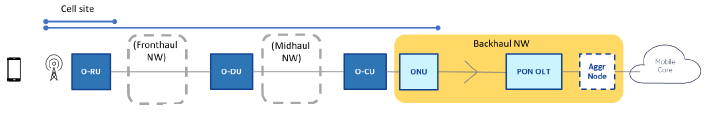 Cell site
(Fronthaul
NW)
(Midhaul
NW)
Backhaul NW
O-RU
O-DU
O-CU
ONU
PON OLT
Aggr
Node
Mobile
Core